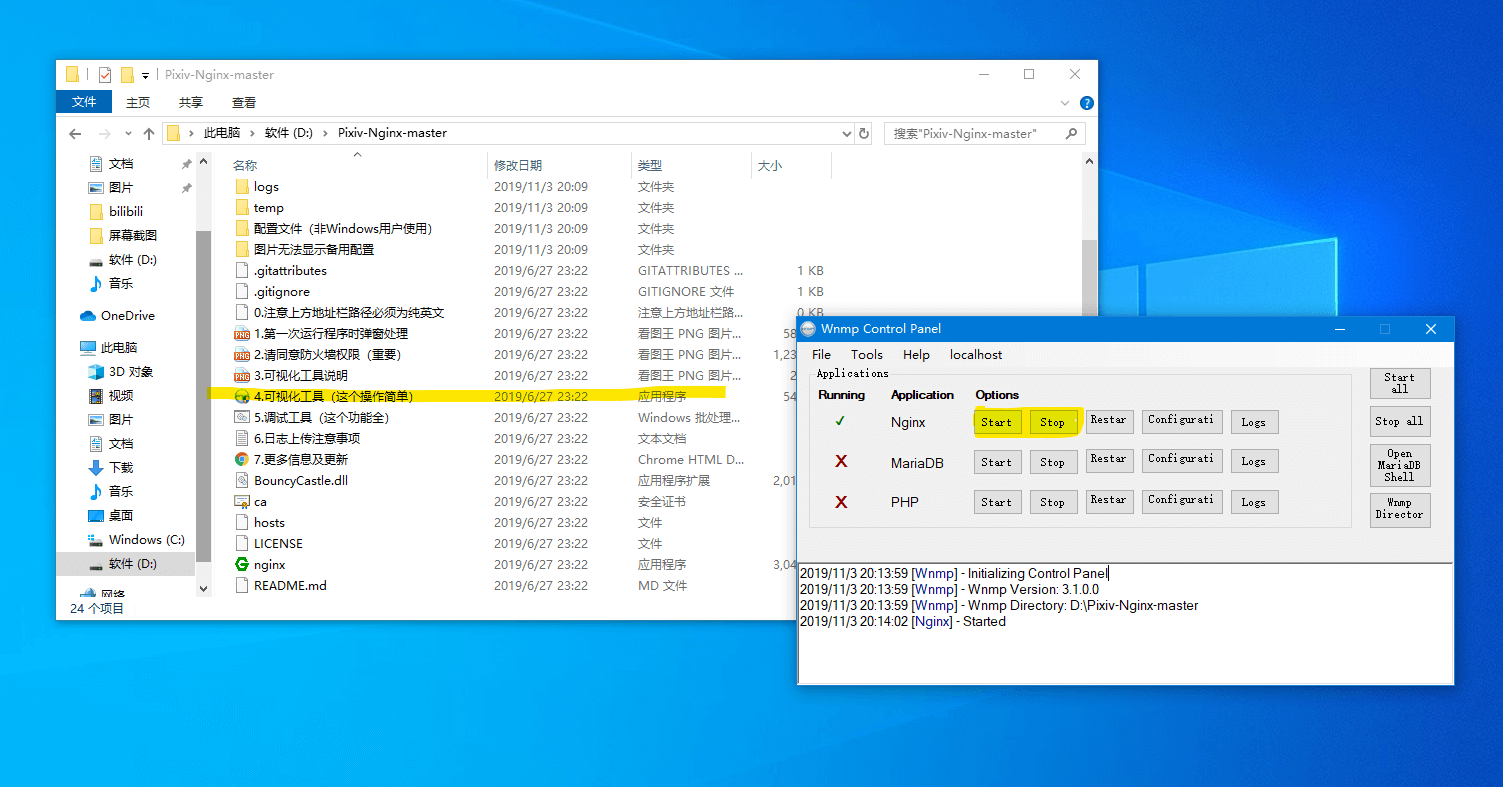 Pixiv-Nginx-master
文件 主页 共享 查看
此电脑 软件 (D:) Pixiv-Nginx-master 搜索"Pixiv-Nginx-master"
文档
图片
bilibili
屏幕截图
软件 (D:)
音乐
OneDrive
此电脑
3D 对象
视频
图片
文档
下载
音乐
桌面
Windows (C:)
软件 (D:)
网络
24 个项目
名称 修改日期 类型 大小
logs 2019/11/3 20:09 文件夹
temp 2019/11/3 20:09 文件夹
配置文件（非Windows用户使用） 2019/11/3 20:09 文件夹
图片无法显示备用配置 2019/11/3 20:09 文件夹
.gitattributes 2019/6/27 23:22 GITATTRIBUTES ... 1 KB
.gitignore 2019/6/27 23:22 GITIGNORE 文件 1 KB
0.注意上方地址栏路径必须为纯英文 2019/6/27 23:22 注意上方地址栏路... 0 KB
1.第一次运行程序时弹窗处理 2019/6/27 23:22 看图王 PNG 图片... 58
2.请同意防火墙权限（重要） 2019/6/27 23:22 看图王 PNG 图片... 1,23
3.可视化工具说明 2019/6/27 23:22 看图王 PNG 图片... 2
4.可视化工具（这个操作简单） 2019/6/27 23:22 应用程序 54
5.调试工具（这个功能全） 2019/6/27 23:22 Windows 批处理...
6.日志上传注意事项 2019/6/27 23:22 文本文档
7.更多信息及更新 2019/6/27 23:22 Chrome HTML D...
BouncyCastle.dll 2019/6/27 23:22 应用程序扩展 2,01
ca 2019/6/27 23:22 安全证书
hosts 2019/6/27 23:22 文件
LICENSE 2019/6/27 23:22 文件
nginx 2019/6/27 23:22 应用程序 3,04
README.md 2019/6/27 23:22 MD 文件
Wnmp Control Panel
File Tools Help localhost
Applications
Running Application Options
Nginx Start Stop Restar Configurati Logs
MariaDB Start Stop Restar Configurati Logs
PHP Start Stop Restar Configurati Logs
Start
all
Stop all
Open
MariaDB
Shell
Wnmp
Director
2019/11/3 20:13:59 [Wnmp] - Initializing Control Panel
2019/11/3 20:13:59 [Wnmp] - Wnmp Version: 3.1.0.0
2019/11/3 20:13:59 [Wnmp] - Wnmp Directory: D:\Pixiv-Nginx-master
2019/11/3 20:14:02 [Nginx] - Started